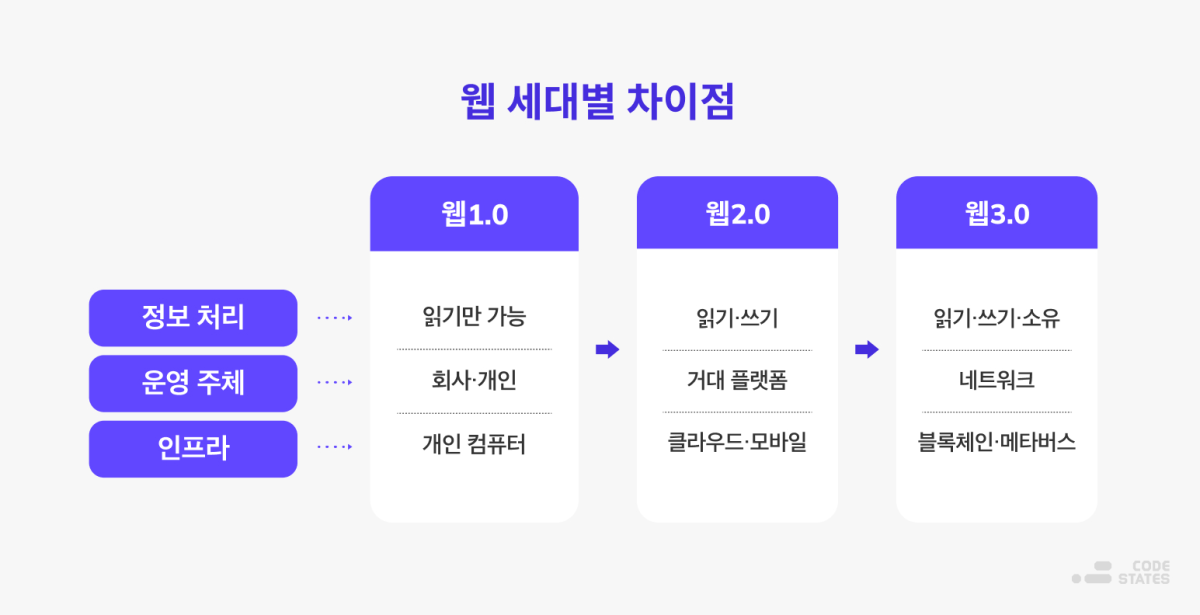 웹 세대별 차이점
웹1.0
웹2.0
웹3.0
정보 처리
읽기만 가능
읽기·쓰기
읽기·쓰기·소유
운영 주체
회사·개인
거대 플랫폼
네트워크
인프라
개인 컴퓨터
클라우드·모바일
블록체인·메타버스
CODE
STATES